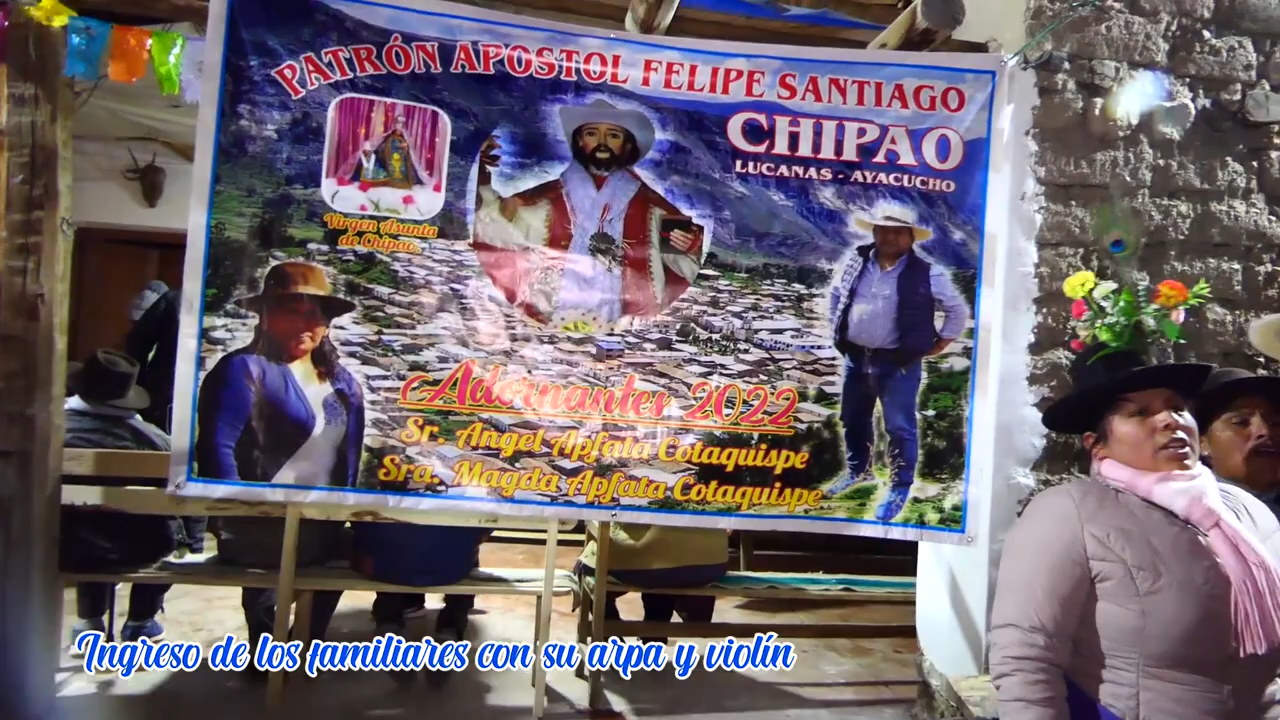 PATRÓN APOSTOL FELIPE SANTIAGO
CHIPAO
LUCANAS - AYACUCHO
Virgen Asunta
de Chipao.
Adornantes 2022
Sr. Angel Apfata Cotaquispe
Sra. Magda Apfata Cotaquispe
Ingreso de los familiares con su arpa y violín